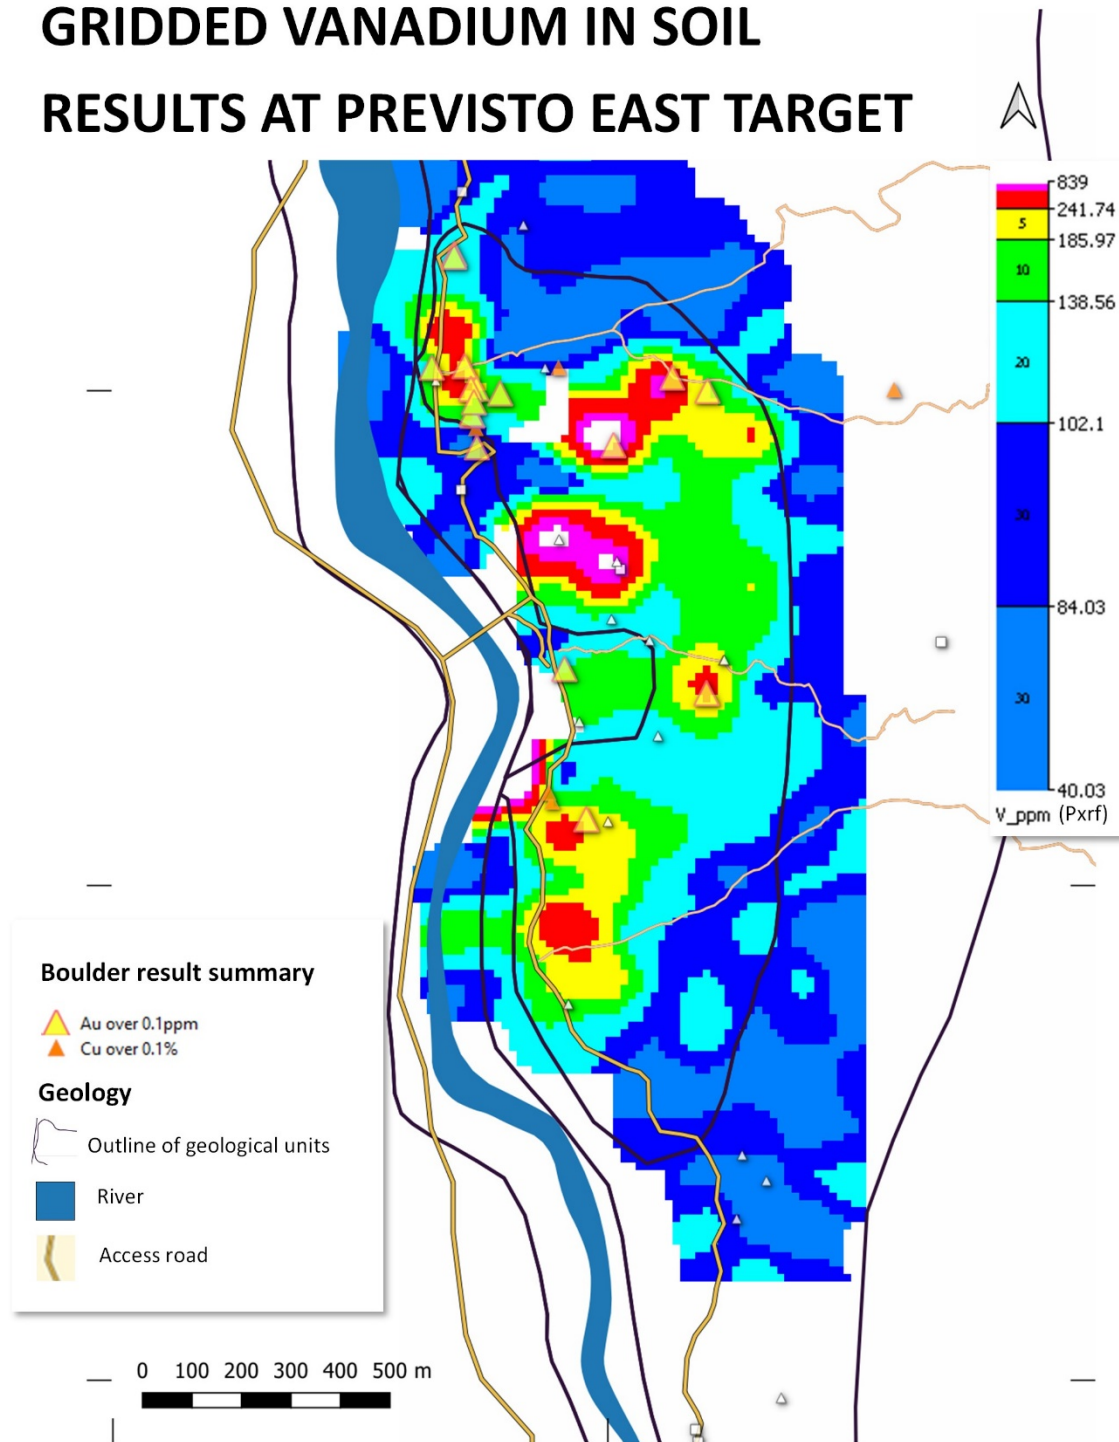 GRIDDED VANADIUM IN SOIL
RESULTS AT PREVISTO EAST TARGET
839
241.74
5
185.97
10
138.56
20
102.1
30
84.03
30
40.03
V_ppm (Pxrf)
Boulder result summary
Au over 0.1ppm
Cu over 0.1%
Geology
Outline of geological units
River
Access road
0 100 200 300 400 500 m